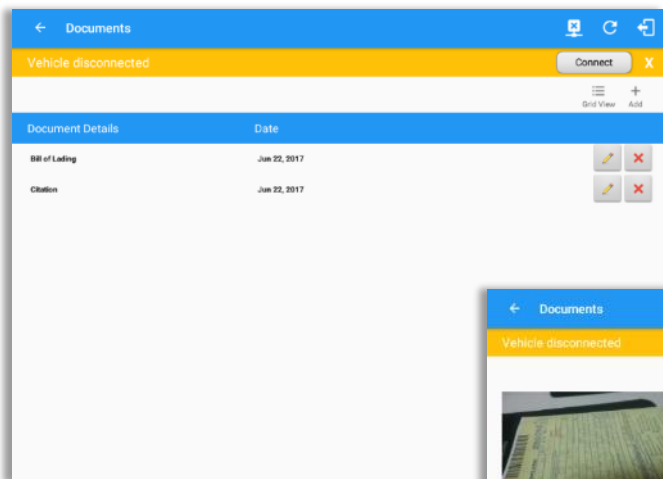 Documents
Vehicle disconnected
Connect
X
Grid View
Add
Document Details
Date
Bill of Lading
Jun 22, 2017
Citation
Jun 22, 2017
Documents
Vehicle disconnected